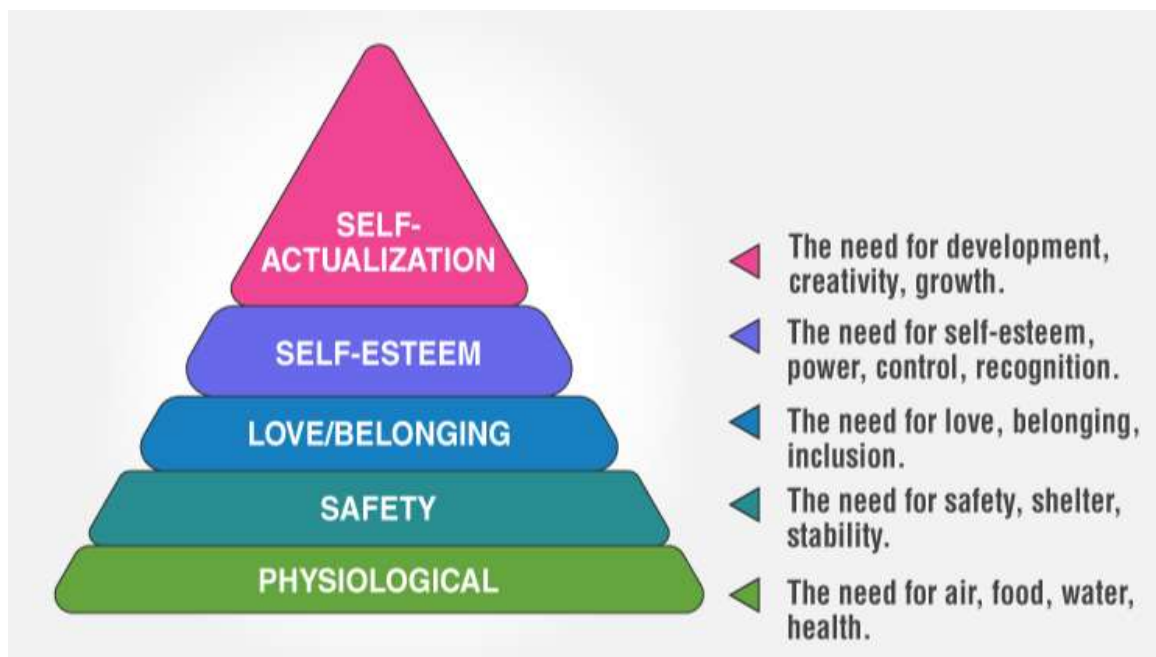 SELF-
ACTUALIZATION
The need for development,
creativity, growth.
SELF-ESTEEM
The need for self-esteem,
power, control, recognition.
LOVE/BELONGING
The need for love, belonging,
inclusion.
SAFETY
The need for safety, shelter,
stability.
PHYSIOLOGICAL
The need for air, food, water,
health.